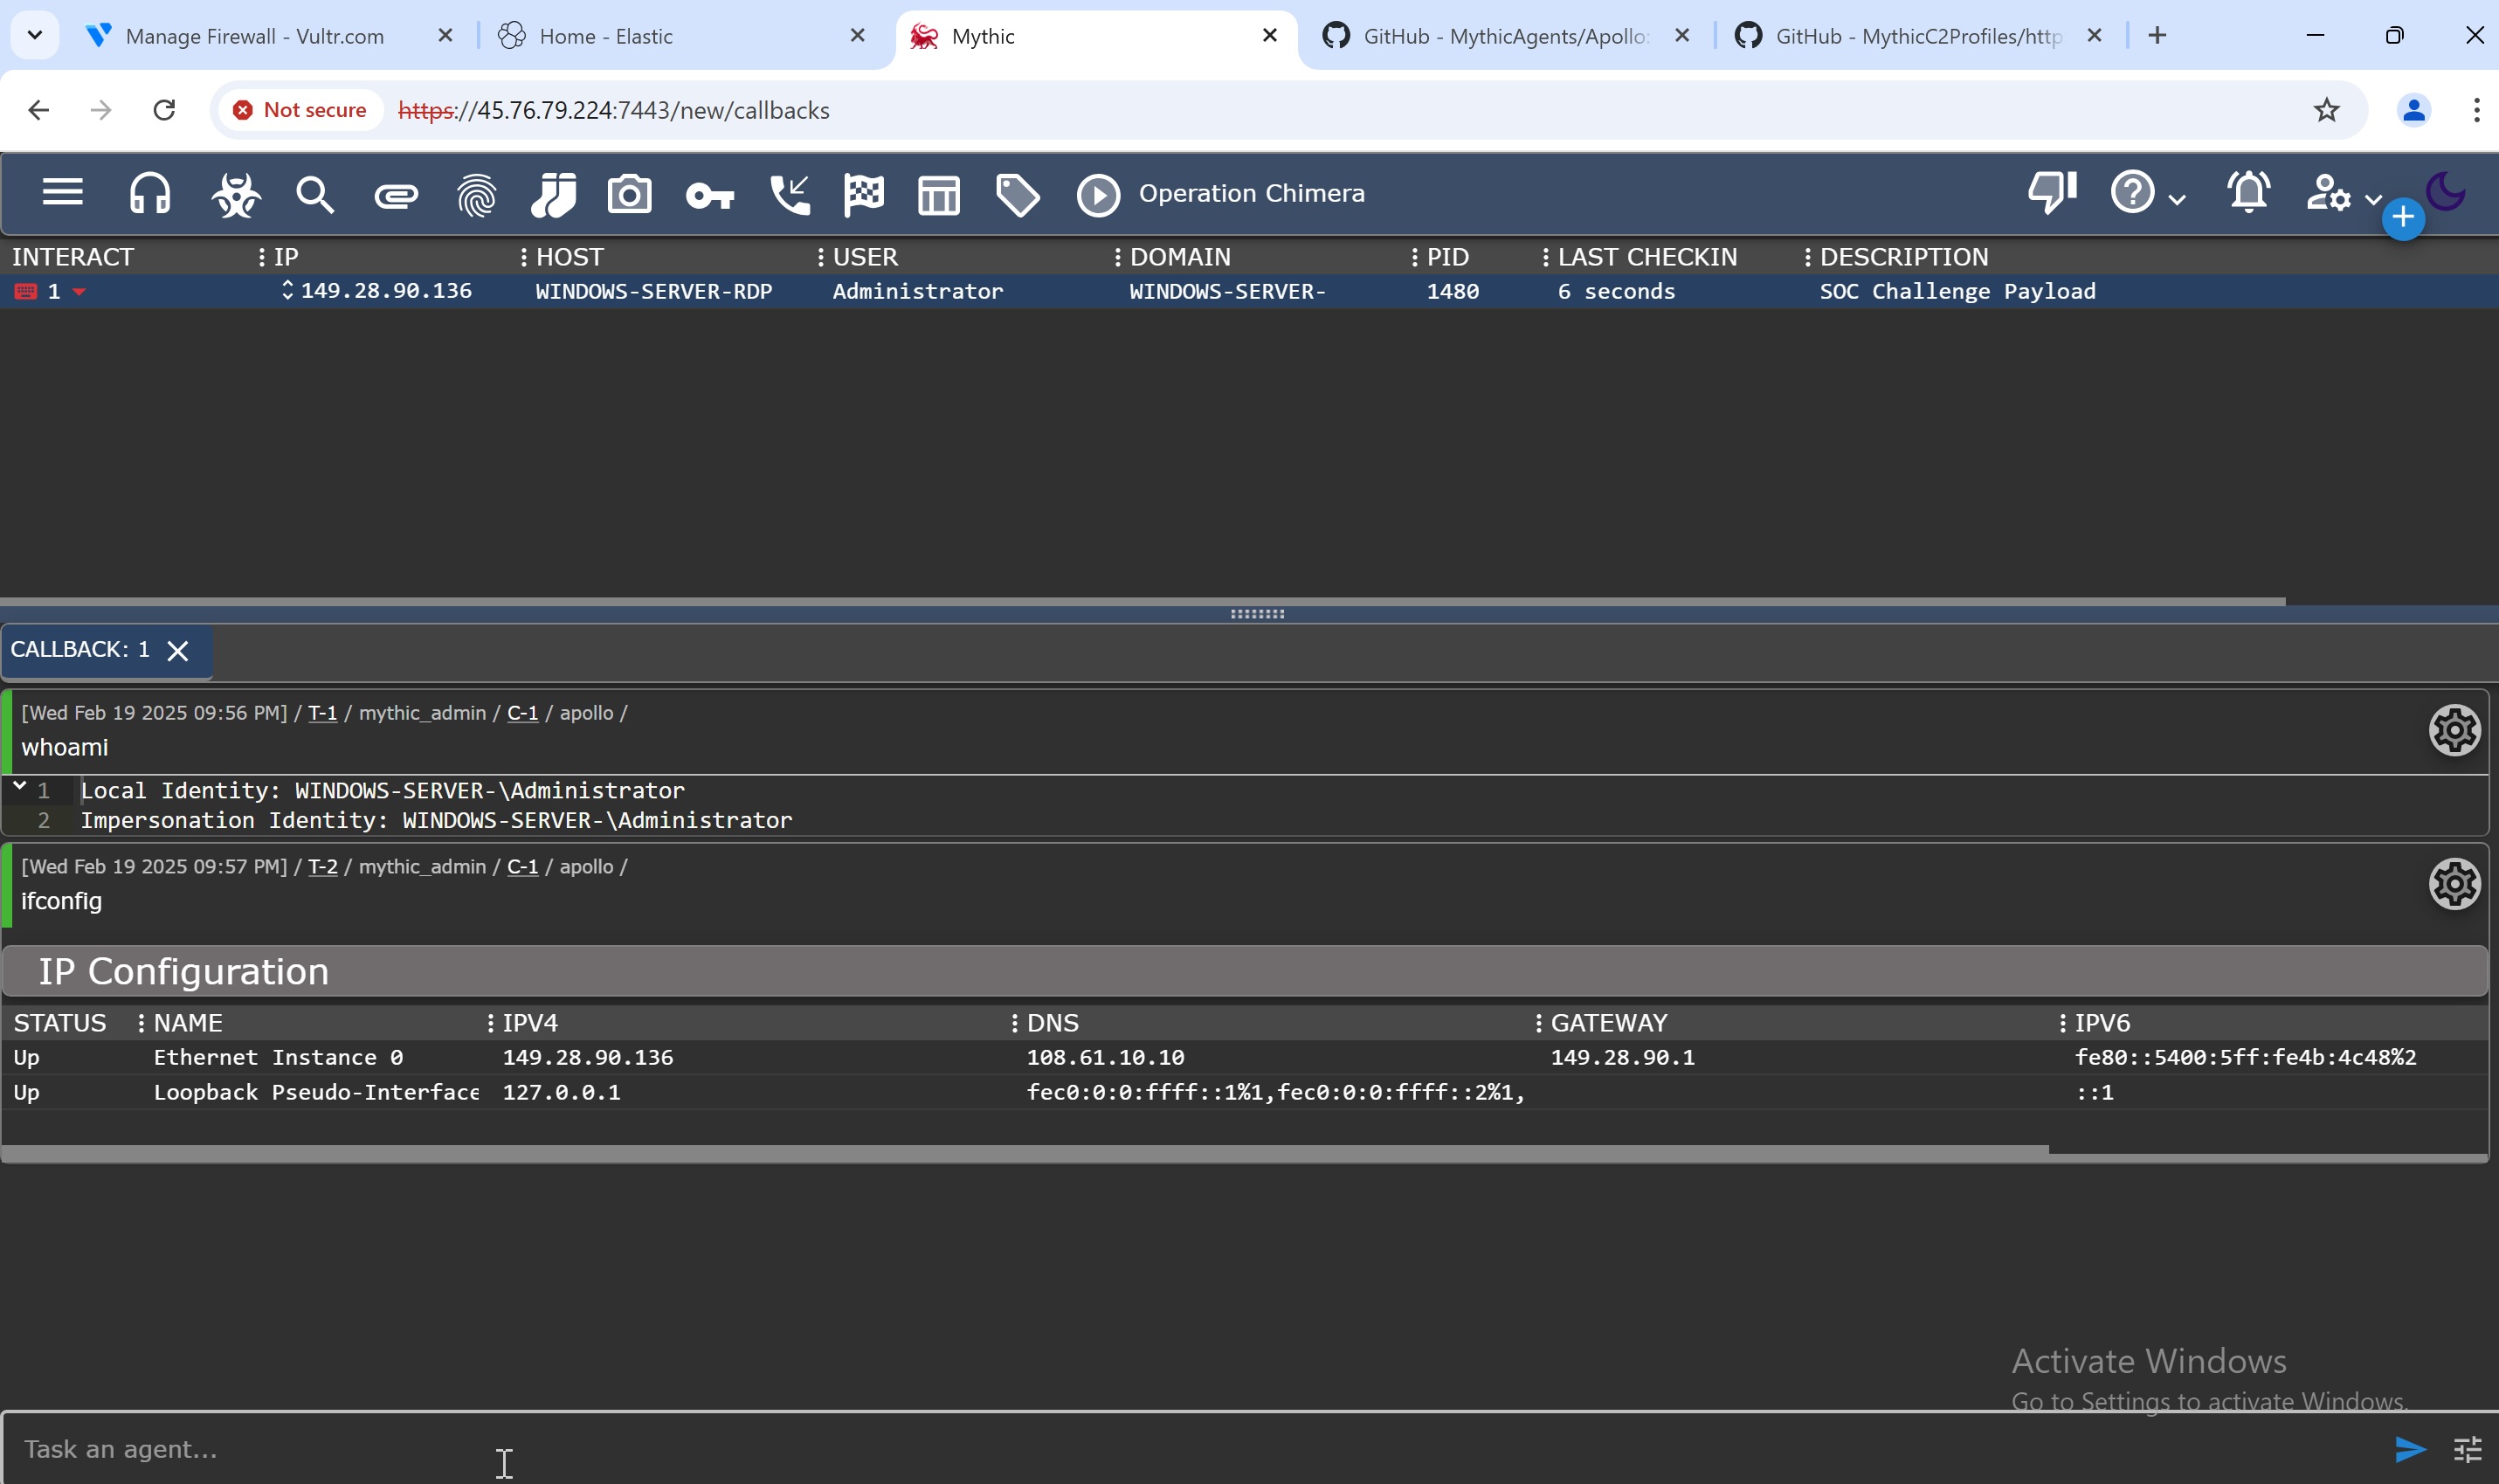 Manage Firewall - Vultr.com
Home - Elastic
Mythic
GitHub - MythicAgents/Apollo:
GitHub - MythicC2Profiles/http
Not secure
https://45.76.79.224:7443/new/callbacks
Operation Chimera
INTERACT IP HOST USER DOMAIN PID LAST CHECKIN DESCRIPTION
1 149.28.90.136 WINDOWS-SERVER-RDP Administrator WINDOWS-SERVER- 1480 6 seconds SOC Challenge Payload
CALLBACK: 1
[Wed Feb 19 2025 09:56 PM] / T-1 / mythic_admin / C-1 / apollo /
whoami
1 Local Identity: WINDOWS-SERVER-\Administrator
2 Impersonation Identity: WINDOWS-SERVER-\Administrator
[Wed Feb 19 2025 09:57 PM] / T-2 / mythic_admin / C-1 / apollo /
ifconfig
IP Configuration
STATUS NAME IPV4 DNS GATEWAY IPV6
Up Ethernet Instance 0 149.28.90.136 108.61.10.10 149.28.90.1 fe80::5400:5ff:fe4b:4c48%2
Up Loopback Pseudo-Interface 127.0.0.1 fec0:0:0:ffff::1%1,fec0:0:0:ffff::2%1, ::1
Activate Windows
Go to Settings to activate Windows.
Task an agent...